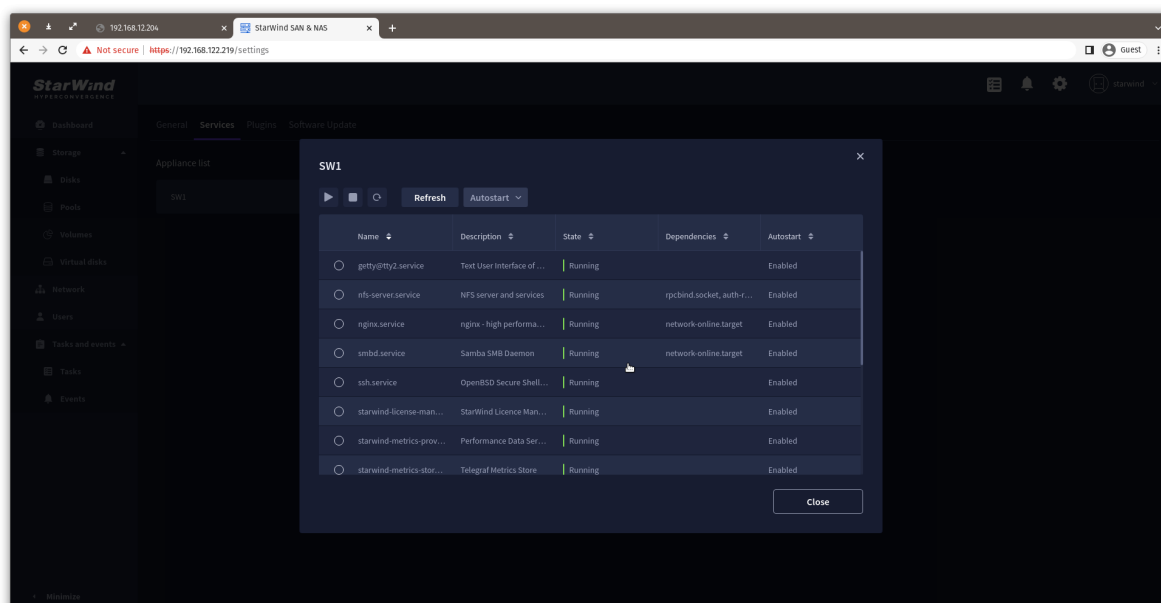 192.168.12.204
StarWind SAN & NAS
Not secure | https://192.168.122.219/settings
Guest
StarWind
HYPERCONVERGENCE
starwind
Dashboard
General Services Plugins Software Update
Storage
Appliance list
Disks
SW1
Pools
Volumes
Virtual disks
Network
Users
Tasks and events
Tasks
Events
Minimize
SW1
Refresh Autostart
Name Description State Dependencies Autostart
getty@tty2.service Text User Interface of ... Running Enabled
nfs-server.service NFS server and services Running rpcbind.socket, auth-r... Enabled
nginx.service nginx - high performa... Running network-online.target Enabled
smbd.service Samba SMB Daemon Running network-online.target Enabled
ssh.service OpenBSD Secure Shell... Running Enabled
starwind-license-man... StarWind Licence Man... Running Enabled
starwind-metrics-prov... Performance Data Ser... Running Enabled
starwind-metrics-stor... Telegraf Metrics Store Running Enabled
Close